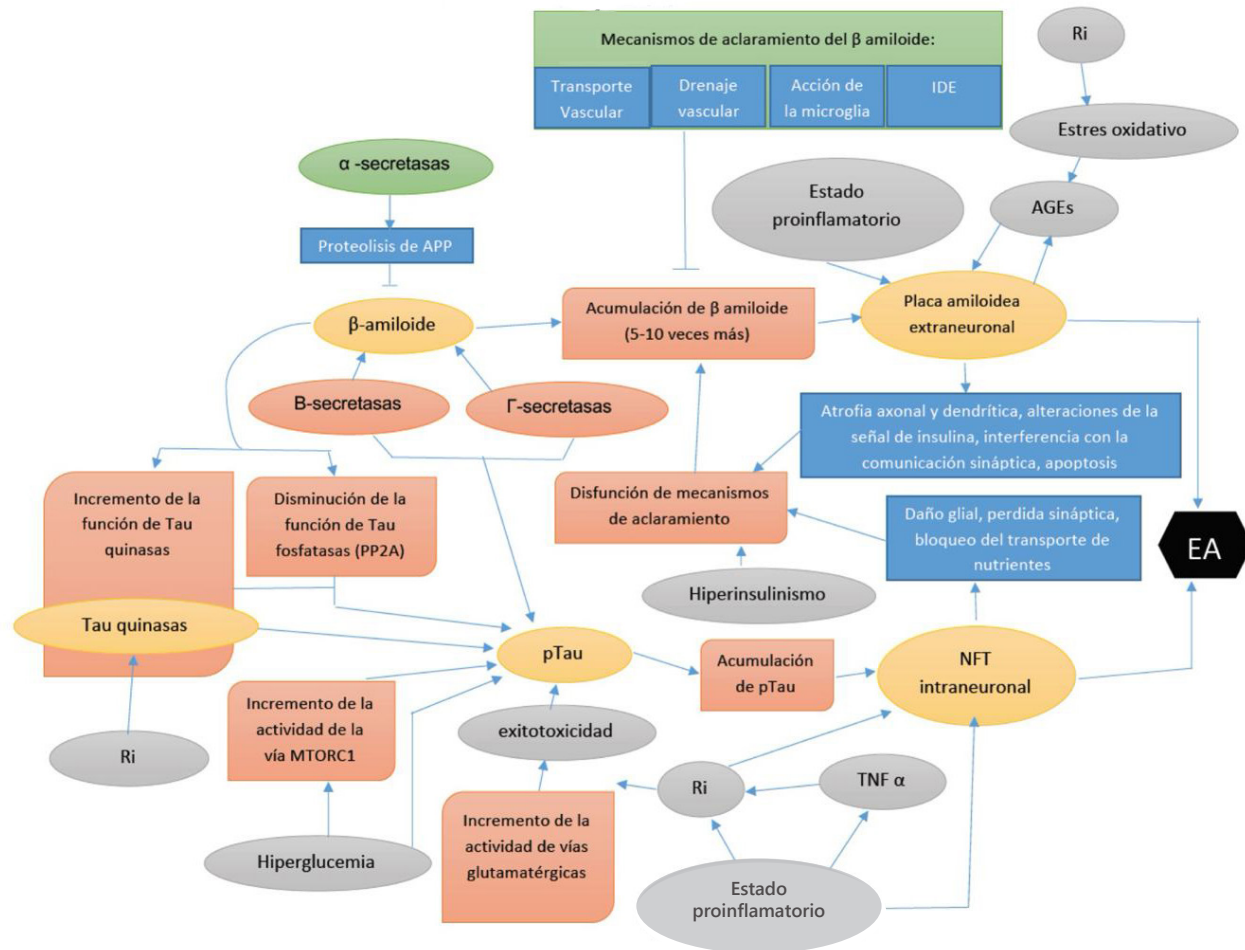 Mecanismos de aclaramiento del β amiloide:
Transporte
Vascular
Drenaje
vascular
Acción de
la microglia
IDE
Ri
Estres oxidativo
AGEs
α -secretasas
Estado
proinflamatorio
Proteolisis de APP
β-amiloide
Acumulación de β amiloide
(5-10 veces más)
Placa amiloidea
extraneuronal
Β-secretasas
Γ-secretasas
Atrofia axonal y dendrítica, alteraciones de la
señal de insulina, interferencia con la
comunicación sináptica, apoptosis
Incremento de la
función de Tau
quinasas
Disminución de la
función de Tau
fosfatasas (PP2A)
Disfunción de mecanismos
de aclaramiento
Daño glial, perdida sináptica,
bloqueo del transporte de
nutrientes
EA
Hiperinsulinismo
Tau quinasas
pTau
Acumulación
de pTau
NFT
intraneuronal
Incremento de la
actividad de la
vía MTORC1
exitotoxicidad
Ri
Ri
TNF α
Incremento de la
actividad de vías
glutamatérgicas
Hiperglucemia
Estado
proinflamatorio